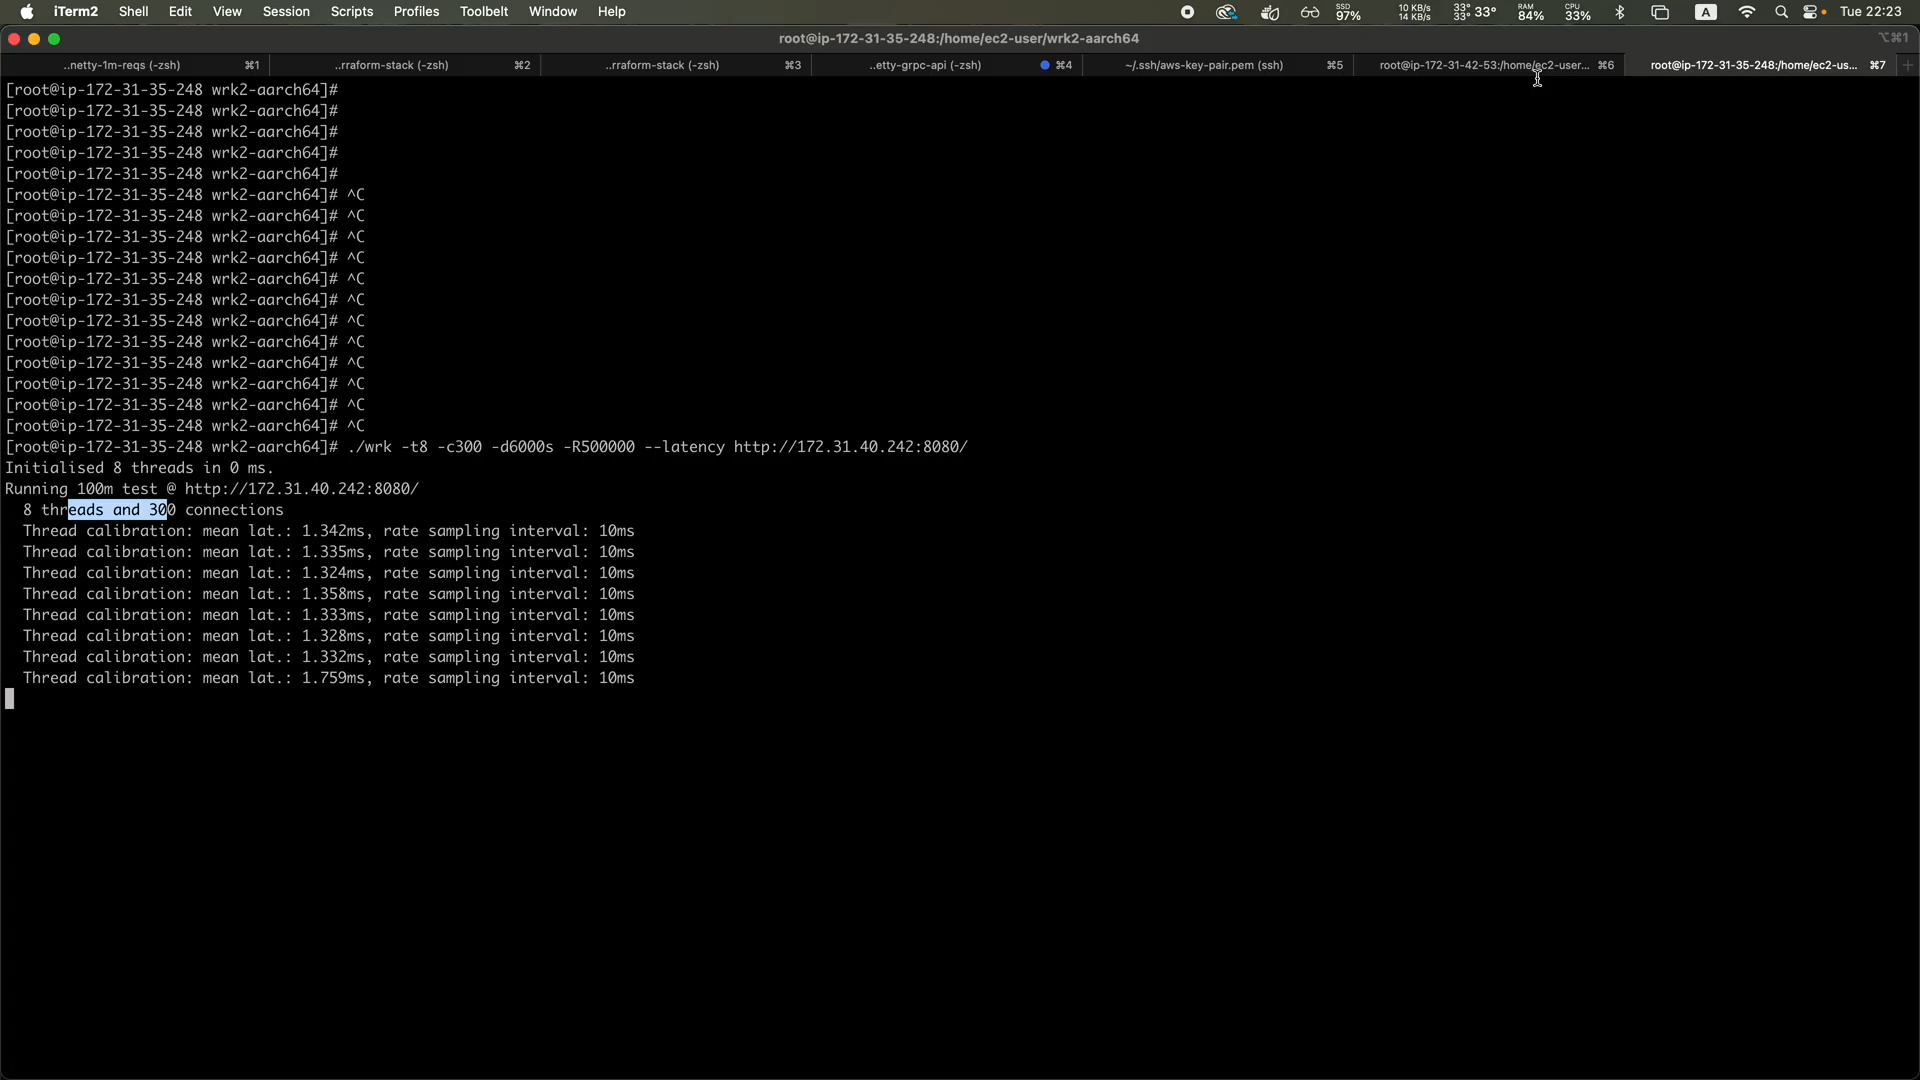 iTerm2 Shell Edit View Session Scripts Profiles Toolbelt Window Help SSD 97% 10 KB/s 14 KB/s 33° 33° 33° RAM 84% CPU 33% A Tue 22:23
root@ip-172-31-35-248:/home/ec2-user/wrk2-aarch64 ⌥⌘1
..netty-1m-reqs (-zsh) ⌘1 ..rraform-stack (-zsh) ⌘2 ..rraform-stack (-zsh) ⌘3 ..etty-grpc-api (-zsh) ⌘4 ~/.ssh/aws-key-pair.pem (ssh) ⌘5 root@ip-172-31-42-53:/home/ec2-user... ⌘6 root@ip-172-31-35-248:/home/ec2-us... ⌘7 +
[root@ip-172-31-35-248 wrk2-aarch64]#
[root@ip-172-31-35-248 wrk2-aarch64]#
[root@ip-172-31-35-248 wrk2-aarch64]#
[root@ip-172-31-35-248 wrk2-aarch64]#
[root@ip-172-31-35-248 wrk2-aarch64]#
[root@ip-172-31-35-248 wrk2-aarch64]# ^C
[root@ip-172-31-35-248 wrk2-aarch64]# ^C
[root@ip-172-31-35-248 wrk2-aarch64]# ^C
[root@ip-172-31-35-248 wrk2-aarch64]# ^C
[root@ip-172-31-35-248 wrk2-aarch64]# ^C
[root@ip-172-31-35-248 wrk2-aarch64]# ^C
[root@ip-172-31-35-248 wrk2-aarch64]# ^C
[root@ip-172-31-35-248 wrk2-aarch64]# ^C
[root@ip-172-31-35-248 wrk2-aarch64]# ^C
[root@ip-172-31-35-248 wrk2-aarch64]# ^C
[root@ip-172-31-35-248 wrk2-aarch64]# ^C
[root@ip-172-31-35-248 wrk2-aarch64]# ^C
[root@ip-172-31-35-248 wrk2-aarch64]# ./wrk -t8 -c300 -d6000s -R500000 --latency http://172.31.40.242:8080/
Initialised 8 threads in 0 ms.
Running 100m test @ http://172.31.40.242:8080/
8 threads and 300 connections
Thread calibration: mean lat.: 1.342ms, rate sampling interval: 10ms
Thread calibration: mean lat.: 1.335ms, rate sampling interval: 10ms
Thread calibration: mean lat.: 1.324ms, rate sampling interval: 10ms
Thread calibration: mean lat.: 1.358ms, rate sampling interval: 10ms
Thread calibration: mean lat.: 1.333ms, rate sampling interval: 10ms
Thread calibration: mean lat.: 1.328ms, rate sampling interval: 10ms
Thread calibration: mean lat.: 1.332ms, rate sampling interval: 10ms
Thread calibration: mean lat.: 1.759ms, rate sampling interval: 10ms